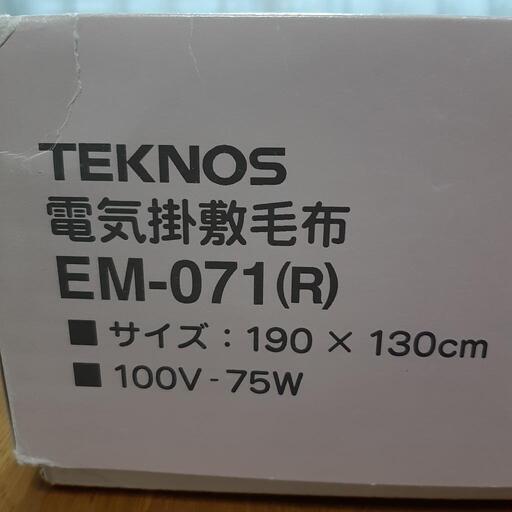 TEKNOS
電気掛敷毛布
EM-071(R)
■ サイズ：190 × 130cm
■ 100V - 75W